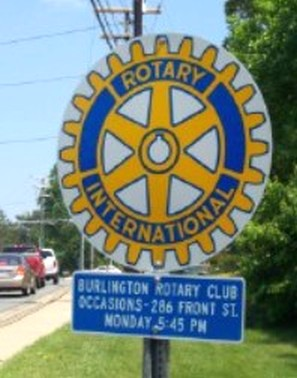 ROTARY
INTERNATIONAL
BURLINGTON ROTARY CLUB
OCCASIONS-286 FRONT ST.
MONDAY 5:45 PM